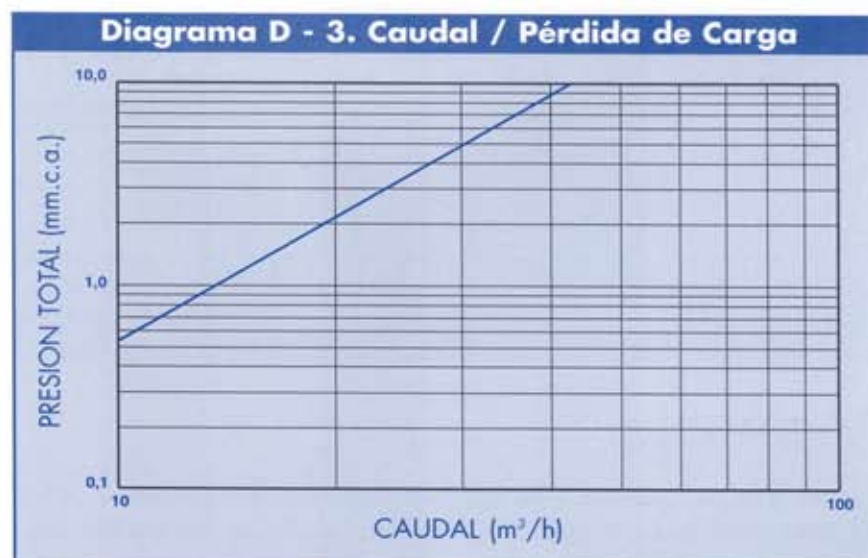 Diagrama D - 3. Caudal / Pérdida de Carga
10,0
1,0
0,1
PRESION TOTAL (mm.c.a.)
10
100
CAUDAL (m³/h)